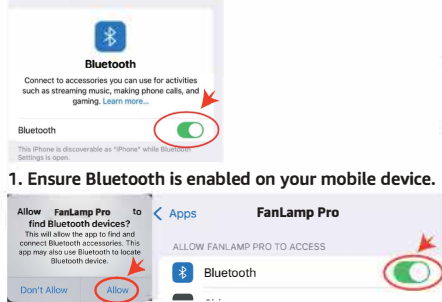 Bluetooth
Connect to accessories you can use for activities
such as streaming music, making phone calls, and
gaming. Learn more...
Bluetooth
This iPhone is discoverable as "iPhone" while Bluetooth
Settings is open.
1. Ensure Bluetooth is enabled on your mobile device.
Allow FanLamp Pro to
find Bluetooth devices?
This will allow the app to find and
connect Bluetooth accessories. This
app may also use Bluetooth to locate
Bluetooth device.
Don't Allow
Allow
Apps
FanLamp Pro
ALLOW FANLAMP PRO TO ACCESS
Bluetooth